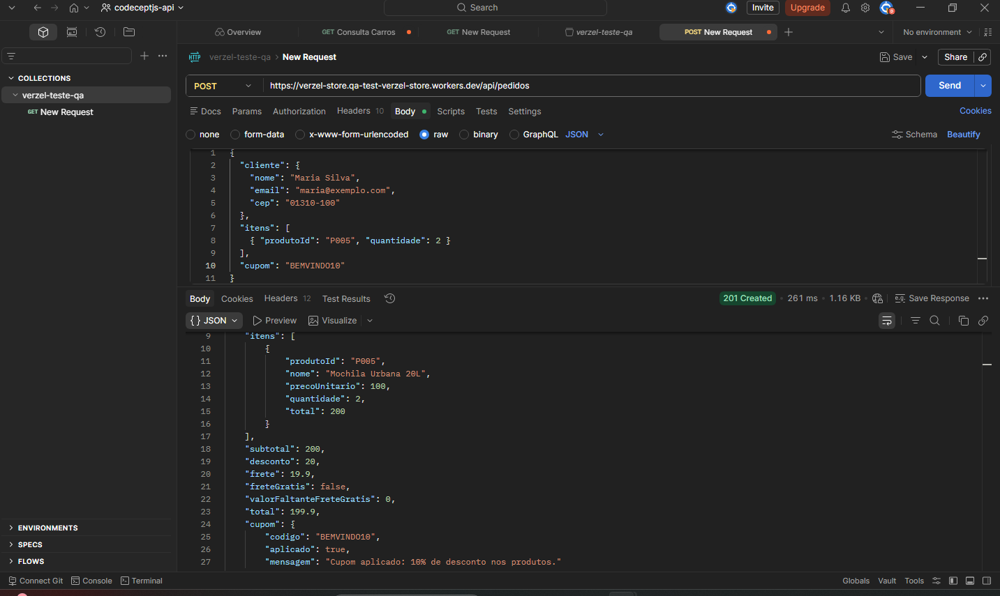 codeceptjs-api
Search
Invite
Upgrade
9
Overview
GET Consulta Carros
GET New Request
verzel-teste-qa
POST New Request
No environment
verzel-teste-qa > New Request
Save
Share
COLLECTIONS
verzel-teste-qa
GET New Request
POST
https://verzel-store.qa-test-verzel-store.workers.dev/api/pedidos
Send
Docs
Params
Authorization
Headers 10
Body
Scripts
Tests
Settings
Cookies
none
form-data
x-www-form-urlencoded
raw
binary
GraphQL
JSON
Schema
Beautify
1 {
2 "cliente": {
3 "nome": "Maria Silva",
4 "email": "maria@exemplo.com",
5 "cep": "01310-100"
6 },
7 "itens": [
8 { "produtoId": "P005", "quantidade": 2 }
9 ],
10 "cupom": "BEMVINDO10"
11 }
Body
Cookies
Headers 12
Test Results
201 Created
261 ms
1.16 KB
e.g. Save Response
{} JSON
Preview
Visualize
9 "itens": [
10 {
11 "produtoId": "P005",
12 "nome": "Mochila Urbana 20L",
13 "precoUnitario": 100,
14 "quantidade": 2,
15 "total": 200
16 }
17 ],
18 "subtotal": 200,
19 "desconto": 20,
20 "frete": 19.9,
21 "freteGratis": false,
22 "valorFaltanteFreteGratis": 0,
23 "total": 199.9,
24 "cupom": {
25 "codigo": "BEMVINDO10",
26 "aplicado": true,
27 "mensagem": "Cupom aplicado: 10% de desconto nos produtos."
ENVIRONMENTS
SPECS
FLOWS
Connect Git
Console
Terminal
Globals
Vault
Tools